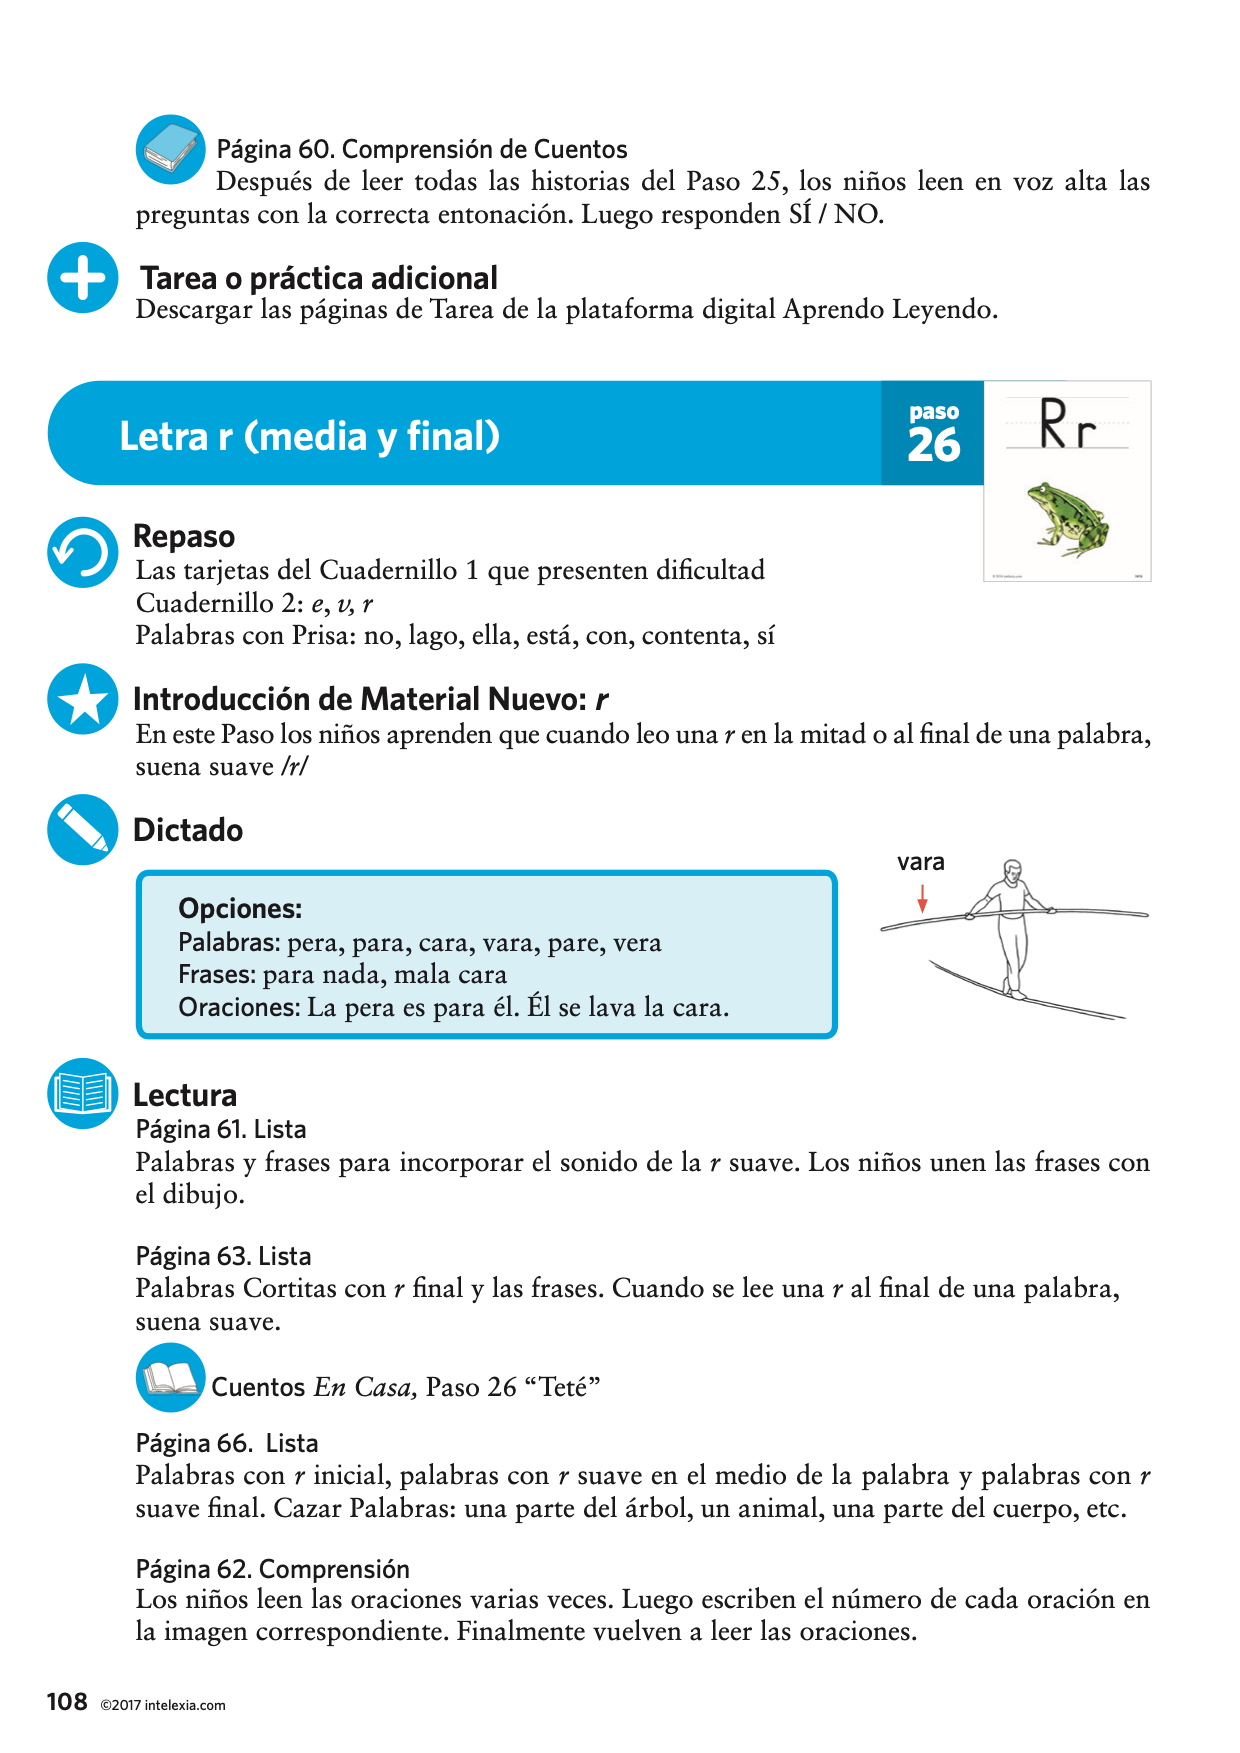 Página 60. Comprensión de Cuentos
Después de leer todas las historias del Paso 25, los niños leen en voz alta las
preguntas con la correcta entonación. Luego responden SÍ / NO.
Tarea o práctica adicional
Descargar las páginas de Tarea de la plataforma digital Aprendo Leyendo.
Letra r (media y final)
paso
26
R r
Repaso
Las tarjetas del Cuadernillo 1 que presenten dificultad
Cuadernillo 2: e, v, r
Palabras con Prisa: no, lago, ella, está, con, contenta, sí
Introducción de Material Nuevo: r
En este Paso los niños aprenden que cuando leo una r en la mitad o al final de una palabra,
suena suave /r/
Dictado
vara
Opciones:
Palabras: pera, para, cara, vara, pare, vera
Frases: para nada, mala cara
Oraciones: La pera es para él. Él se lava la cara.
Lectura
Página 61. Lista
Palabras y frases para incorporar el sonido de la r suave. Los niños unen las frases con
el dibujo.
Página 63. Lista
Palabras Cortitas con r final y las frases. Cuando se lee una r al final de una palabra,
suena suave.
Cuentos En Casa, Paso 26 “Teté”
Página 66. Lista
Palabras con r inicial, palabras con r suave en el medio de la palabra y palabras con r
suave final. Cazar Palabras: una parte del árbol, un animal, una parte del cuerpo, etc.
Página 62. Comprensión
Los niños leen las oraciones varias veces. Luego escriben el número de cada oración en
la imagen correspondiente. Finalmente vuelven a leer las oraciones.
108 ©2017 intelexia.com